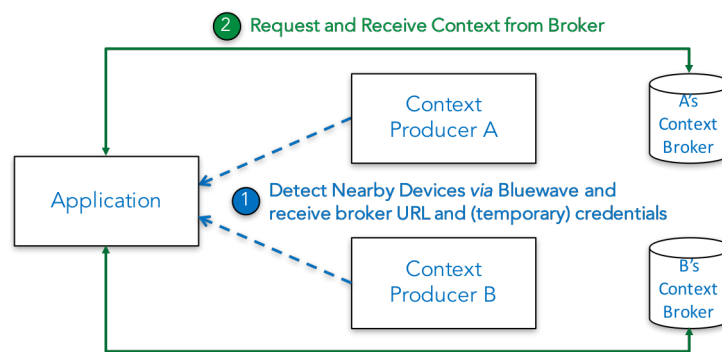 2 Request and Receive Context from Broker
Context
Producer A
A's
Context
Broker
Application
1 Detect Nearby Devices via Bluewave and
receive broker URL and (temporary) credentials
Context
Producer B
B's
Context
Broker